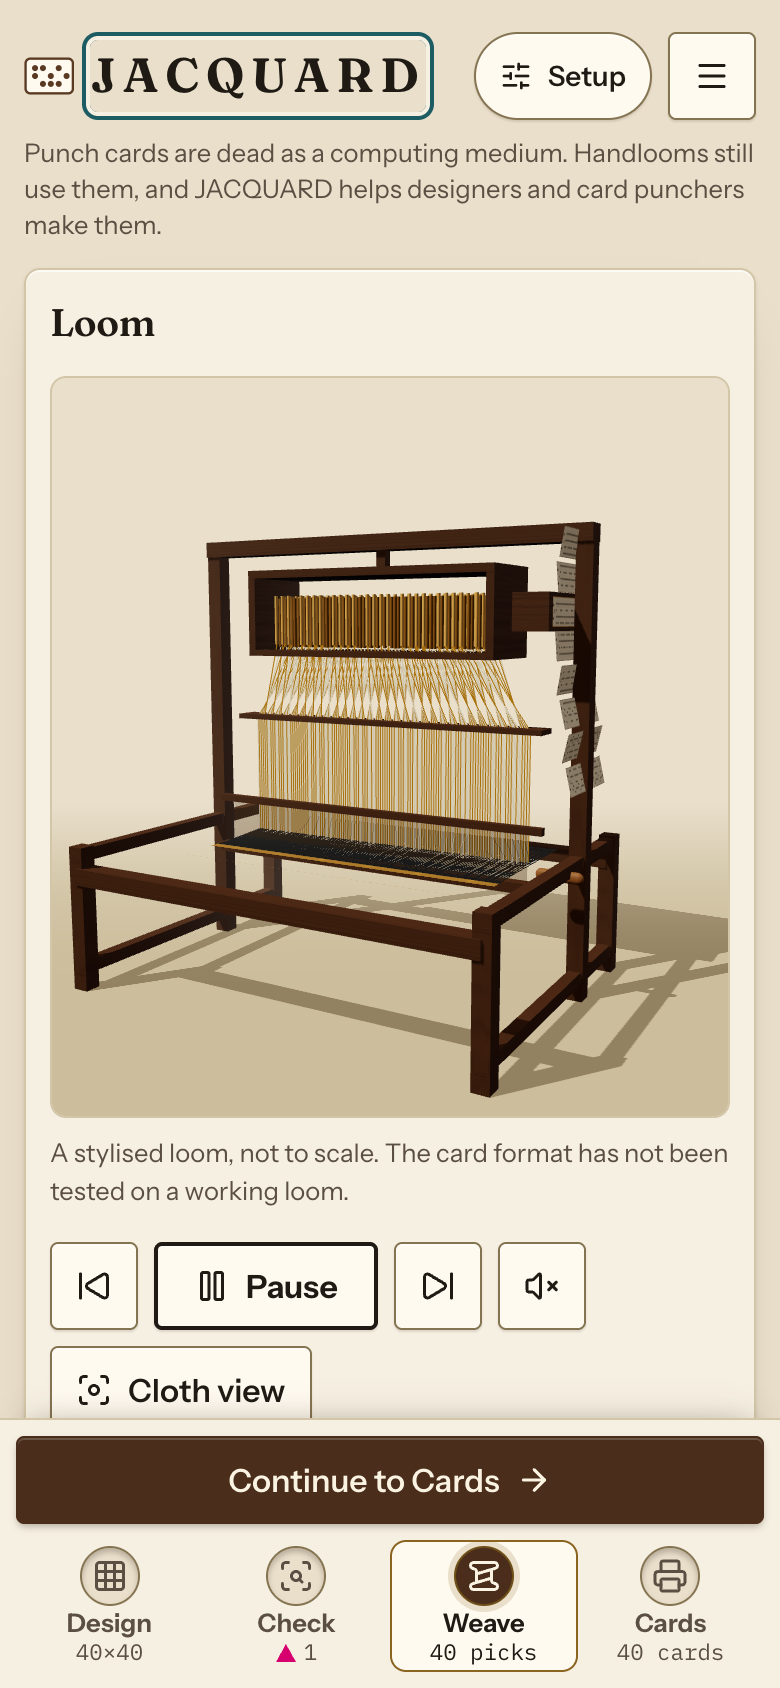 JACQUARD
Setup
Punch cards are dead as a computing medium. Handlooms still
use them, and JACQUARD helps designers and card punchers
make them.
Loom
A stylised loom, not to scale. The card format has not been
tested on a working loom.
Pause
Cloth view
Continue to Cards
Design
40×40
Check
1
Weave
40 picks
Cards
40 cards